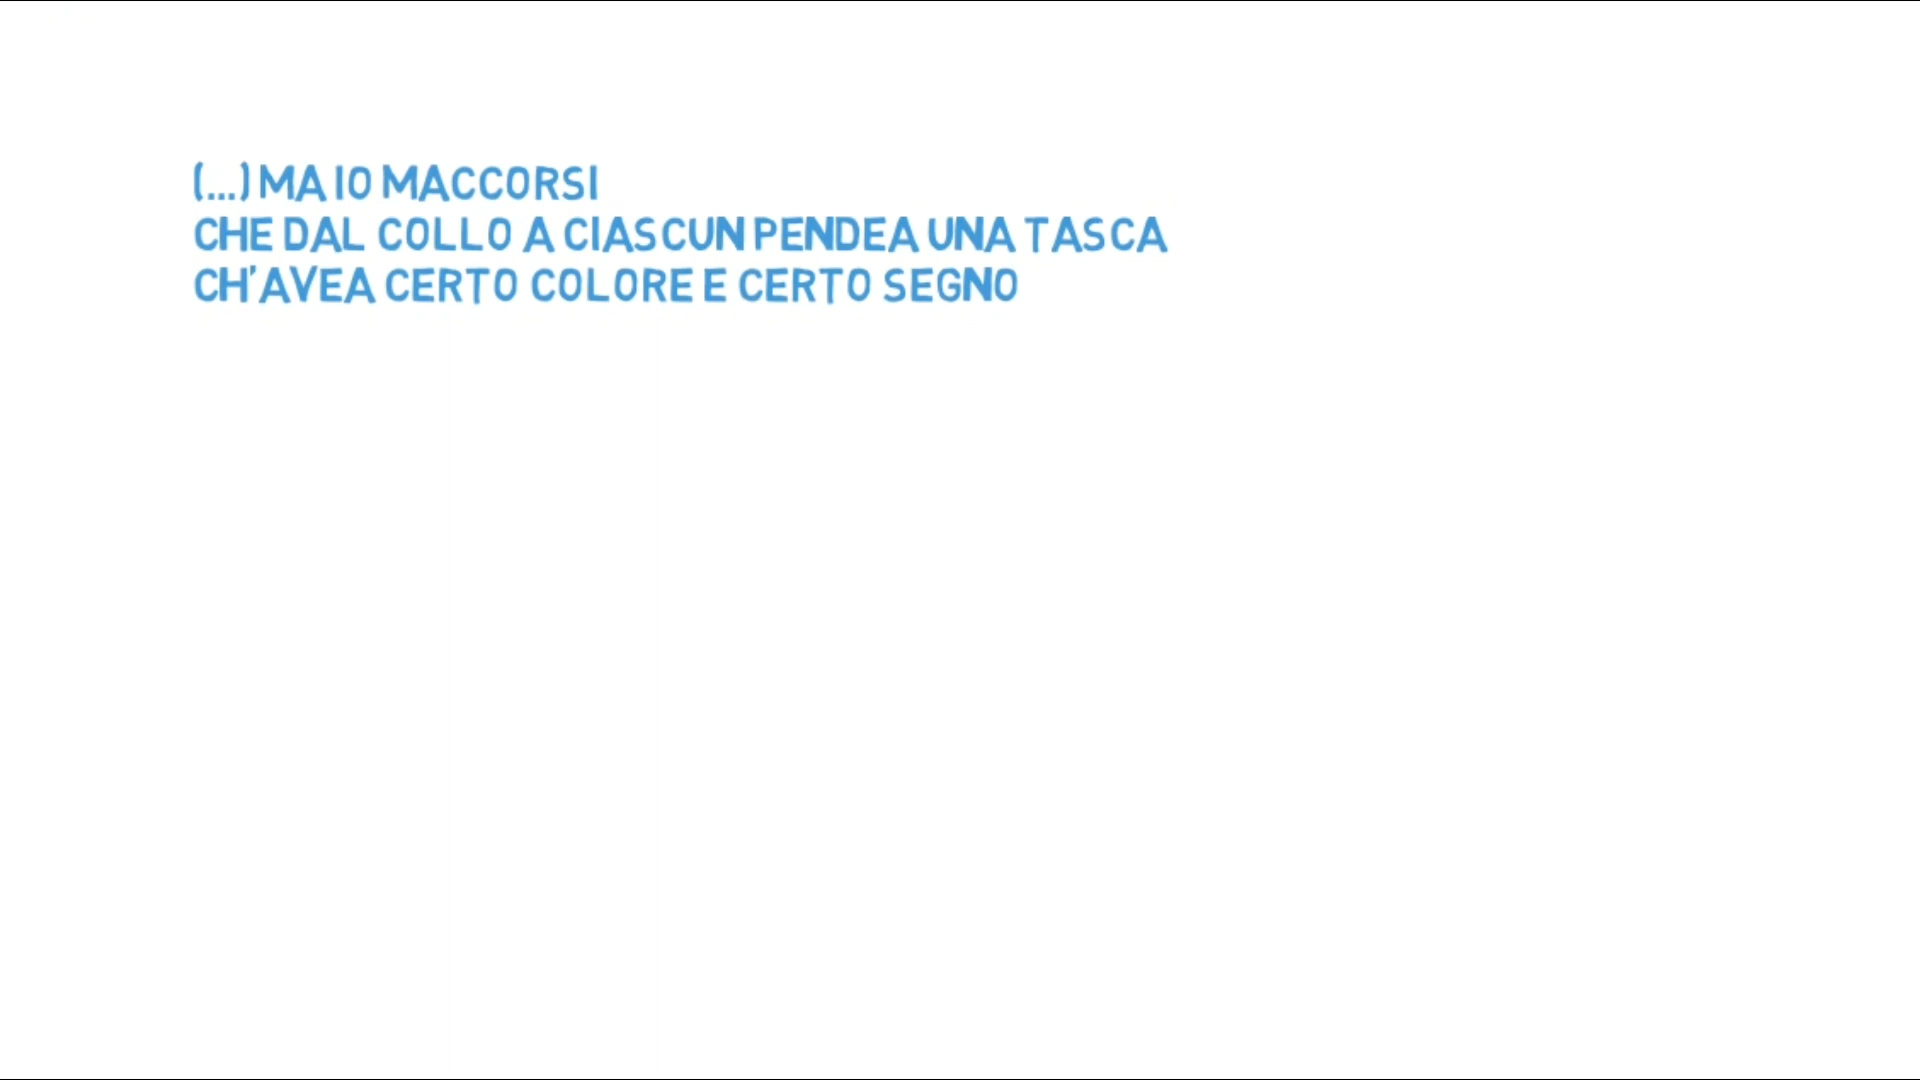 (...) MA IO MACCORSI
CHE DAL COLLO A CIASCUN PENDEA UNA TASCA
CH'AVEA CERTO COLORE E CERTO SEGNO